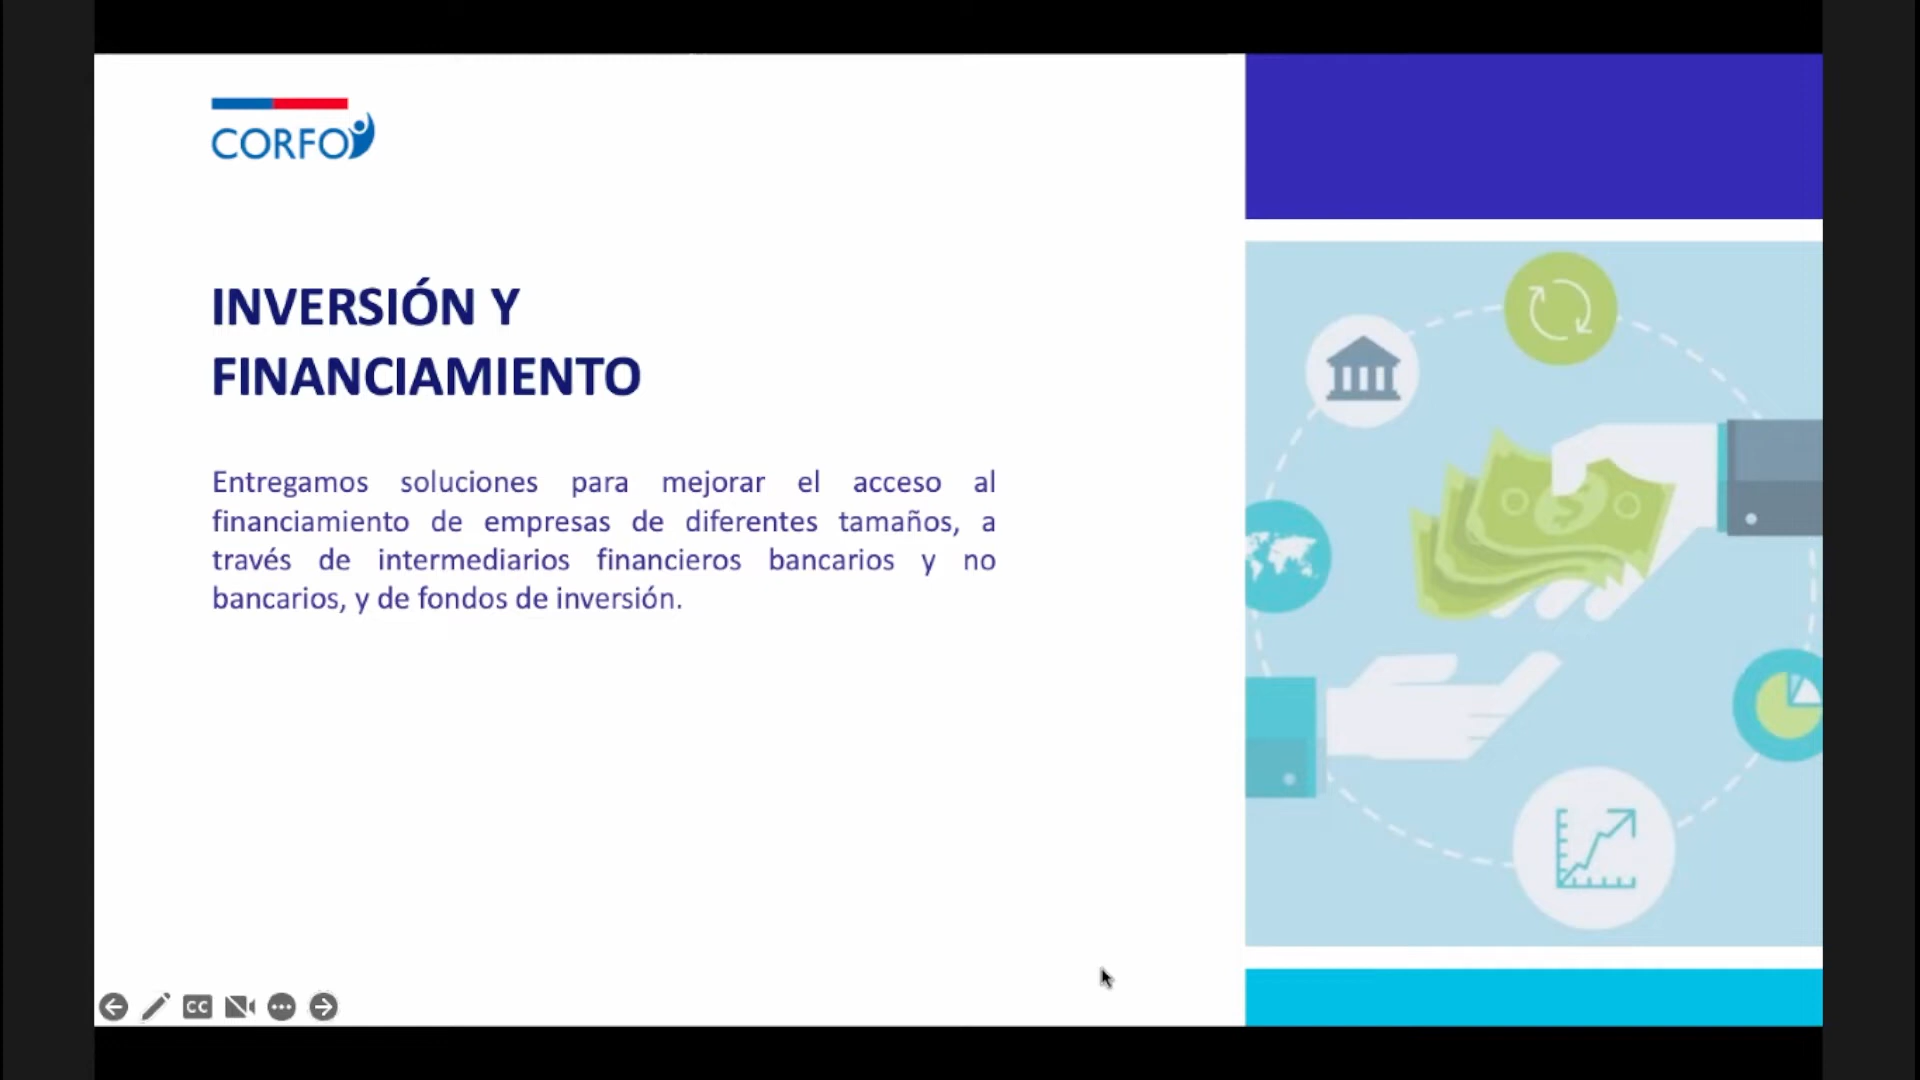 CORFO
INVERSIÓN Y
FINANCIAMIENTO
Entregamos soluciones para mejorar el acceso al
financiamiento de empresas de diferentes tamaños, a
través de intermediarios financieros bancarios y no
bancarios, y de fondos de inversión.
$
CC